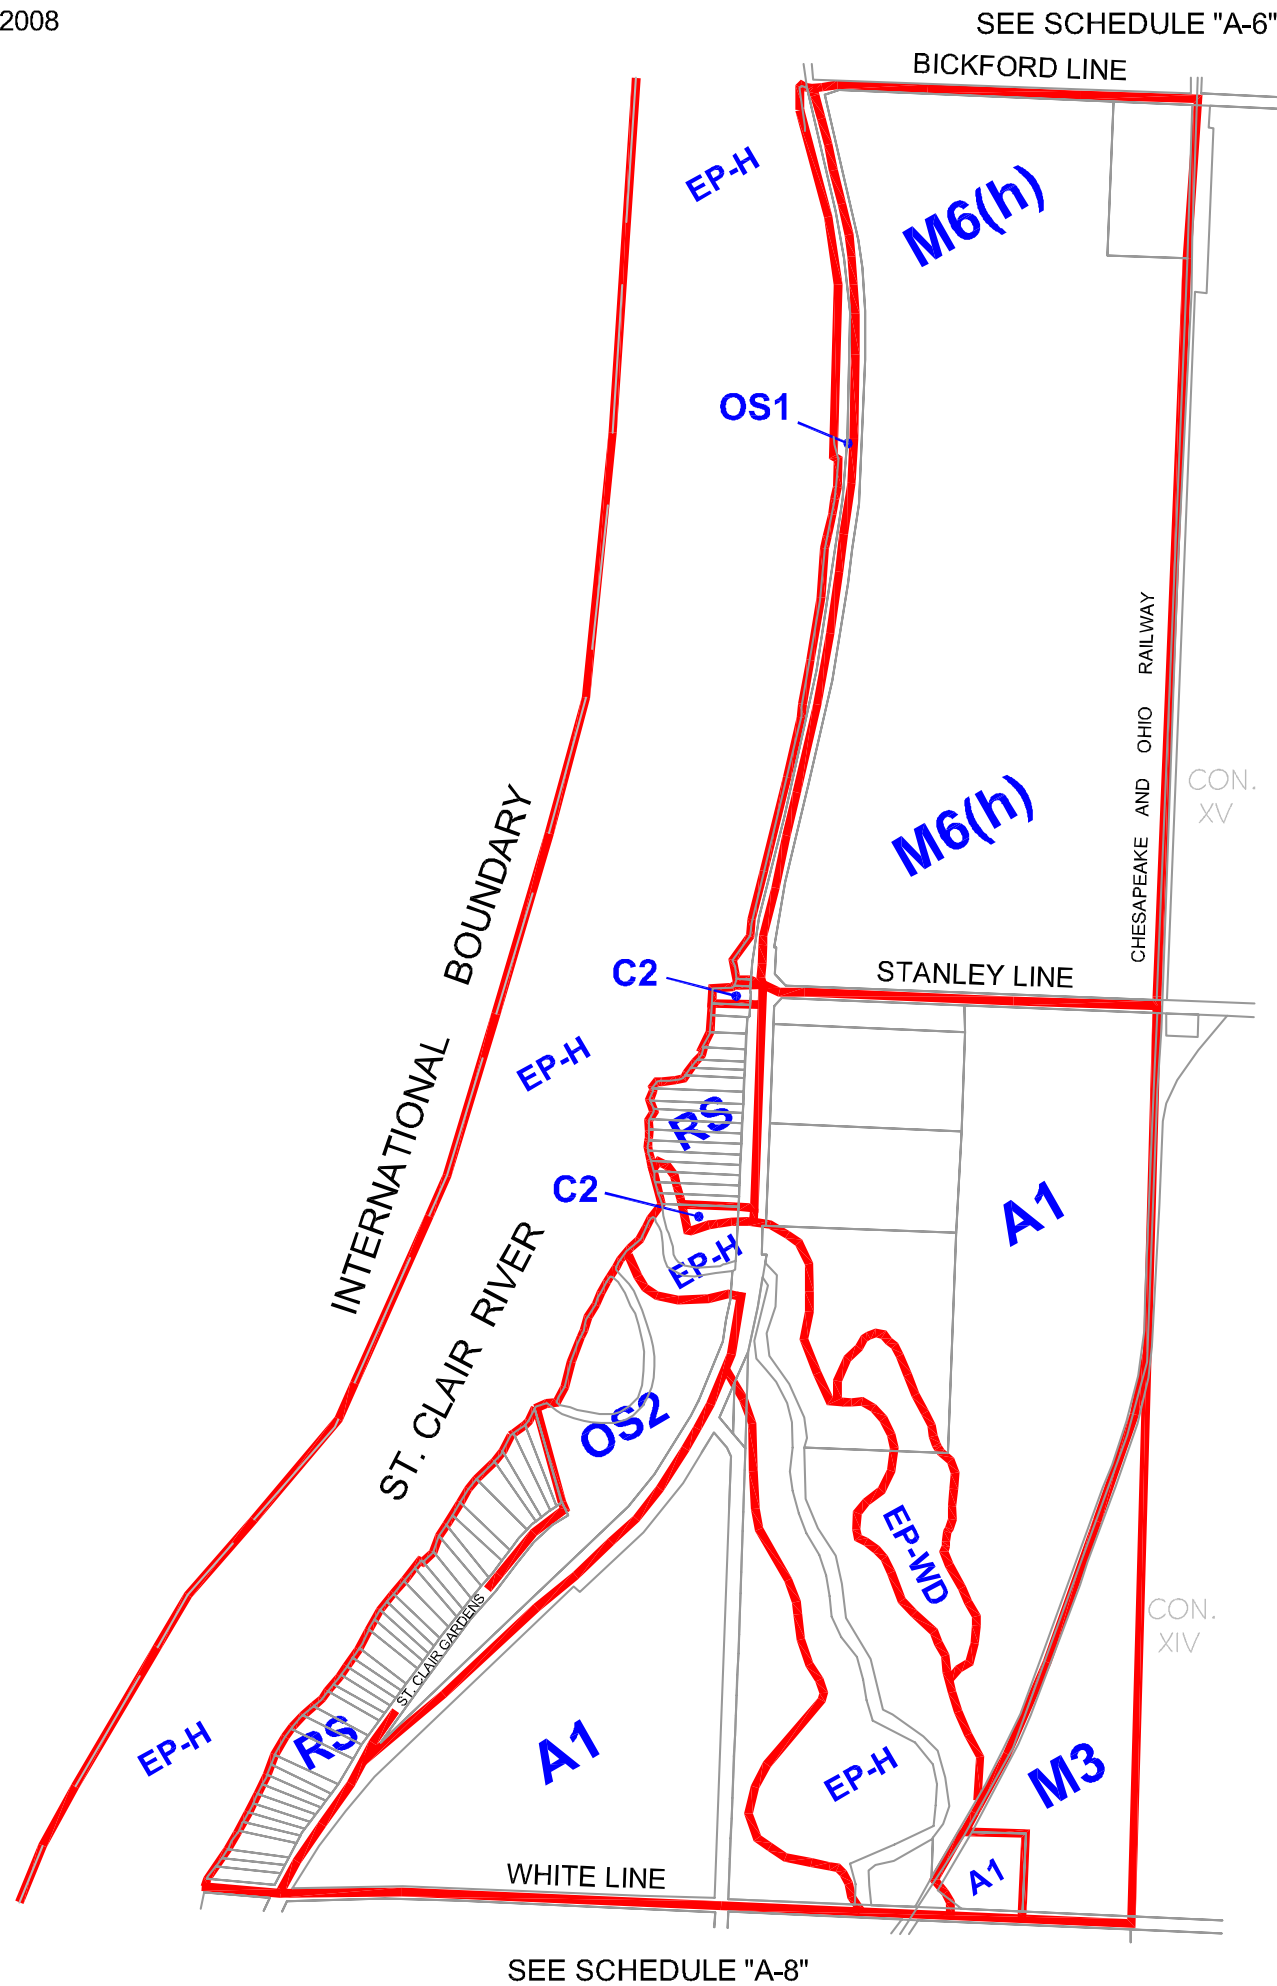 2008
SEE SCHEDULE "A-6"
BICKFORD LINE
EP-H
M6(h)
OS1
CHESAPEAKE AND OHIO RAILWAY
CON.
XV
M6(h)
INTERNATIONAL BOUNDARY
C2
STANLEY LINE
EP-H
RS
C2
A1
EP-H
ST. CLAIR RIVER
OS2
EP-WD
ST. CLAIR GARDENS
CON.
XIV
EP-H
RS
A1
EP-H
M3
A1
WHITE LINE
SEE SCHEDULE "A-8"